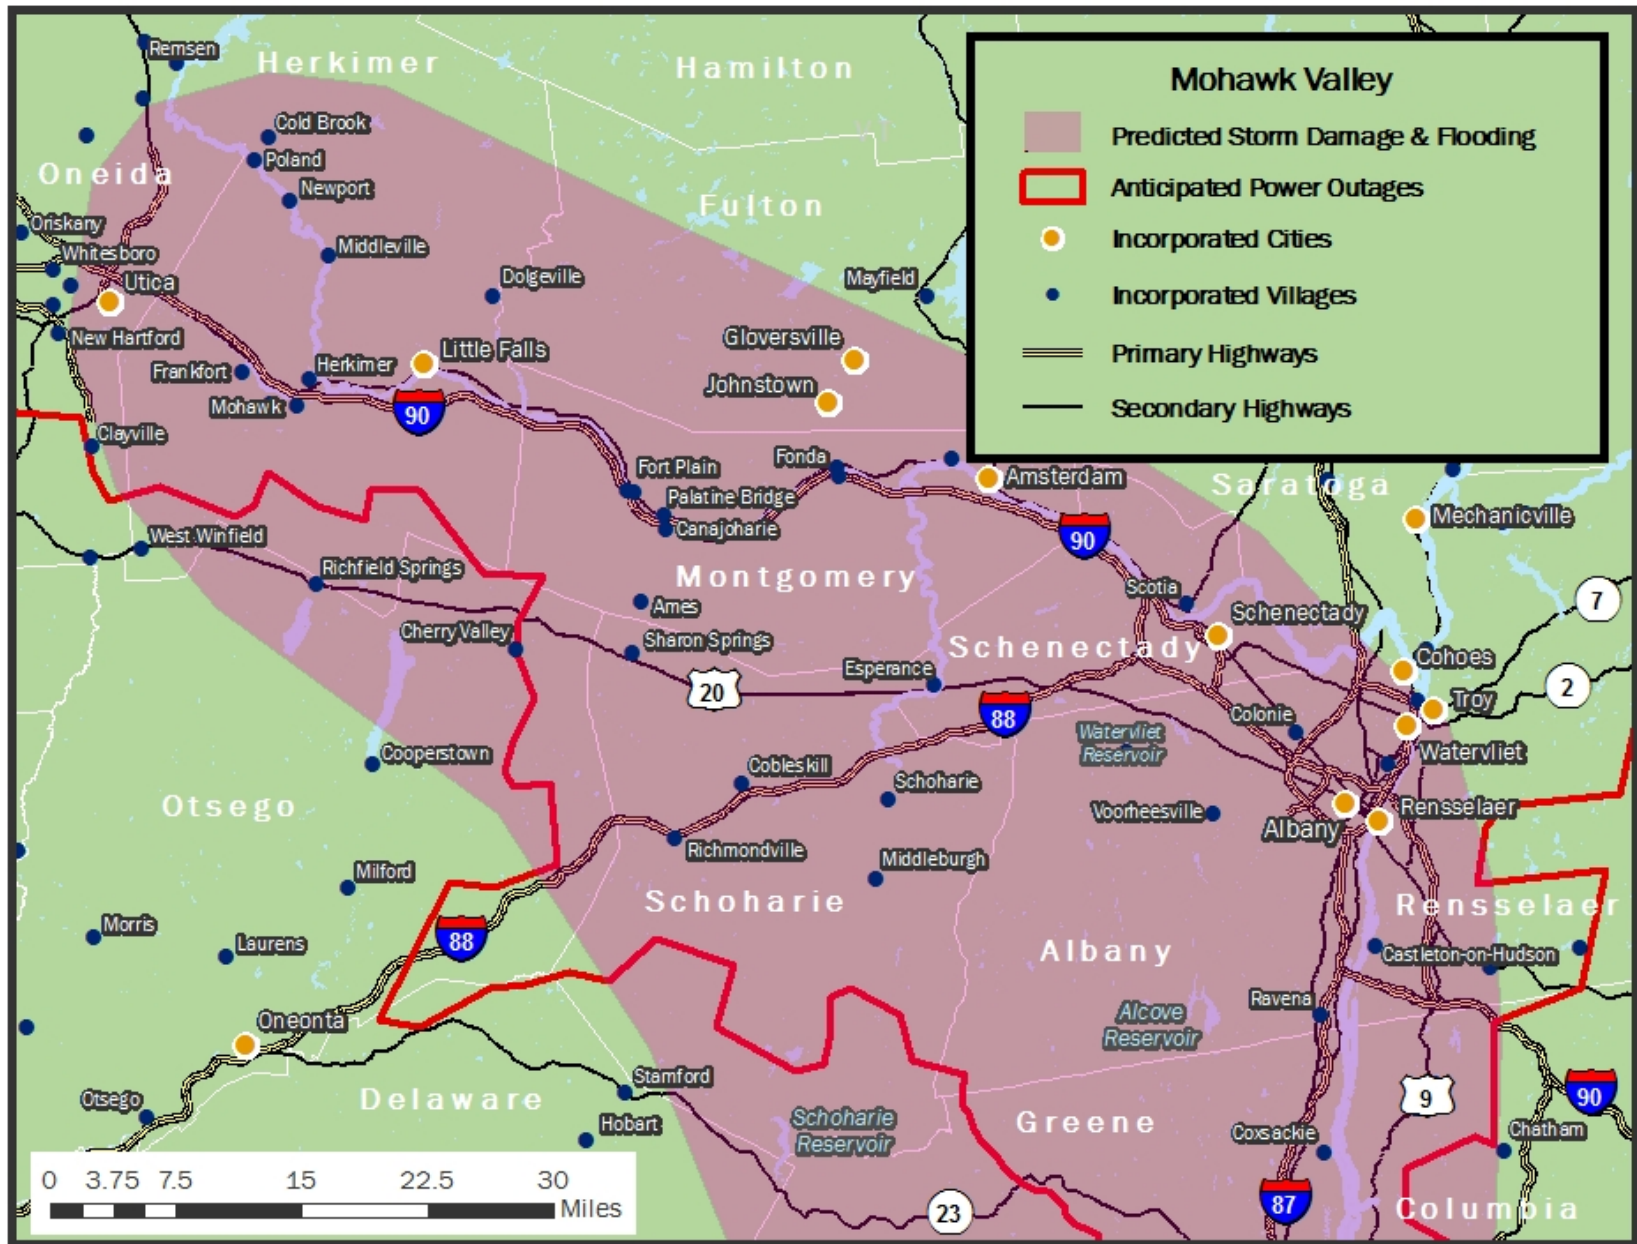 Remsen
Herkimer
Hamilton
Mohawk Valley
Predicted Storm Damage & Flooding
Anticipated Power Outages
Incorporated Cities
Incorporated Villages
Primary Highways
Secondary Highways
Cold Brook
Poland
Oneida
Newport
Fulton
Oriskany
Whitesboro
Middleville
Utica
Dolgeville
Mayfield
New Hartford
Gloversville
Little Falls
Frankfort
Herkimer
Johnstown
Mohawk
90
Clayville
Fonda
Fort Plain
Amsterdam
Saratoga
Palatine Bridge
Mechanicville
Canajoharie
West Winfield
90
Richfield Springs
Montgomery
Scotia
7
Ames
Schenectady
Cherry Valley
Sharon Springs
Schenectady
Cohoes
Esperance
20
2
Troy
88
Colonie
Watervliet
Reservoir
Watervliet
Cooperstown
Cobleskill
Schoharie
Otsego
Voorheesville
Rensselaer
Albany
Richmondville
Middleburgh
Milford
Schoharie
Rensselaer
Morris
Laurens
88
Albany
Castleton-on-Hudson
Ravena
Oneonta
Alcove
Reservoir
Stamford
Otsego
Delaware
9
90
Hobart
Schoharie
Reservoir
Greene
Coxsackie
Chatham
0 3.75 7.5 15 22.5 30
Miles
23
87
Columbia